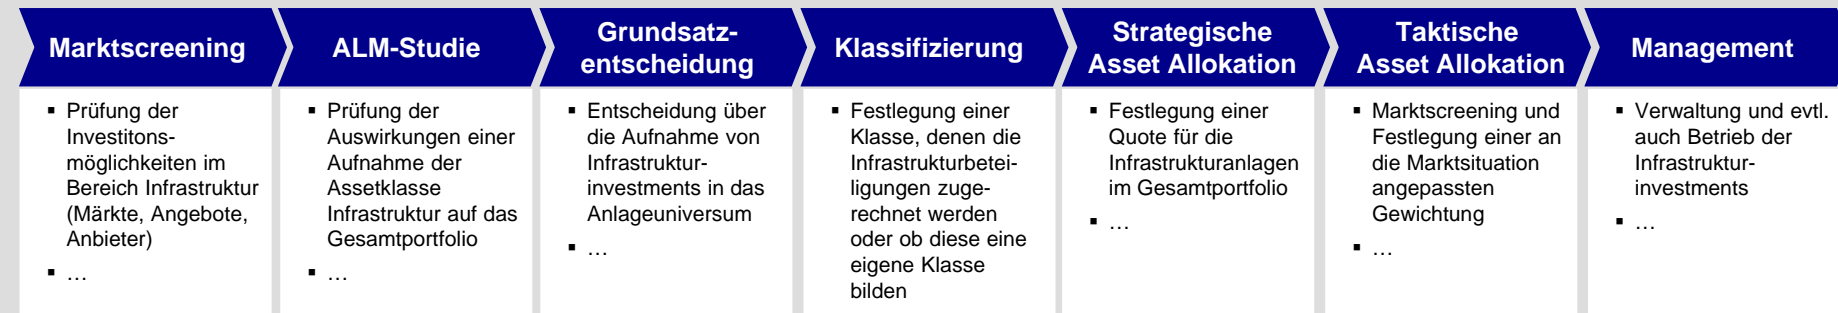 Marktscreening
▪ Prüfung der
Investitons-
möglichkeiten im
Bereich Infrastruktur
(Märkte, Angebote,
Anbieter)
▪ …
ALM-Studie
▪ Prüfung der
Auswirkungen einer
Aufnahme der
Assetklasse
Infrastruktur auf das
Gesamtportfolio
▪ …
Grundsatz-
entscheidung
▪ Entscheidung über
die Aufnahme von
Infrastruktur-
investments in das
Anlageuniversum
▪ …
Klassifizierung
▪ Festlegung einer
Klasse, denen die
Infrastrukturbetei-
ligungen zuge-
rechnet werden
oder ob diese eine
eigene Klasse
bilden
Strategische
Asset Allokation
▪ Festlegung einer
Quote für die
Infrastrukturanlagen
im Gesamtportfolio
▪ …
Taktische
Asset Allokation
▪ Marktscreening und
Festlegung einer an
die Marktsituation
angepassten
Gewichtung
▪ …
Management
▪ Verwaltung und evtl.
auch Betrieb der
Infrastruktur-
investments
▪ …